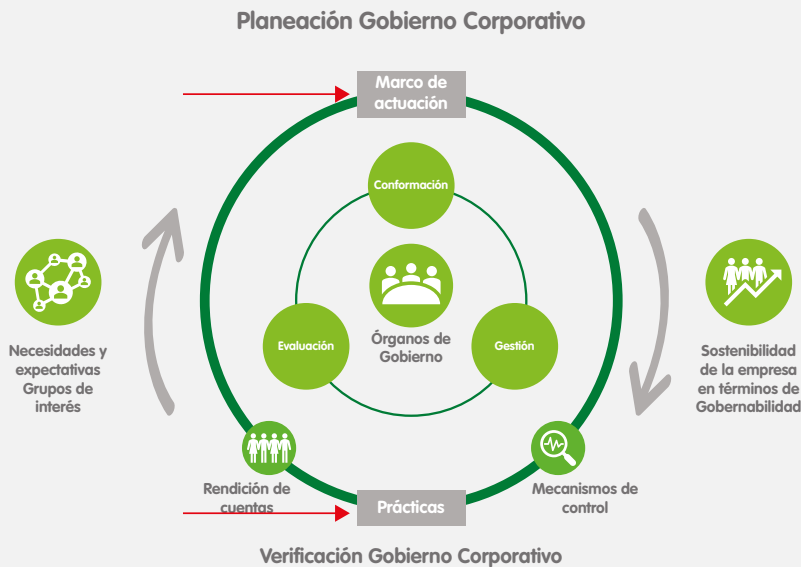 Planeación Gobierno Corporativo
Marco de
actuación
Conformación
Órganos de
Gobierno
Evaluación
Gestión
Necesidades y
expectativas
Grupos de
interés
Sostenibilidad
de la empresa
en términos de
Gobernabilidad
Rendición de
cuentas
Mecanismos de
control
Prácticas
Verificación Gobierno Corporativo